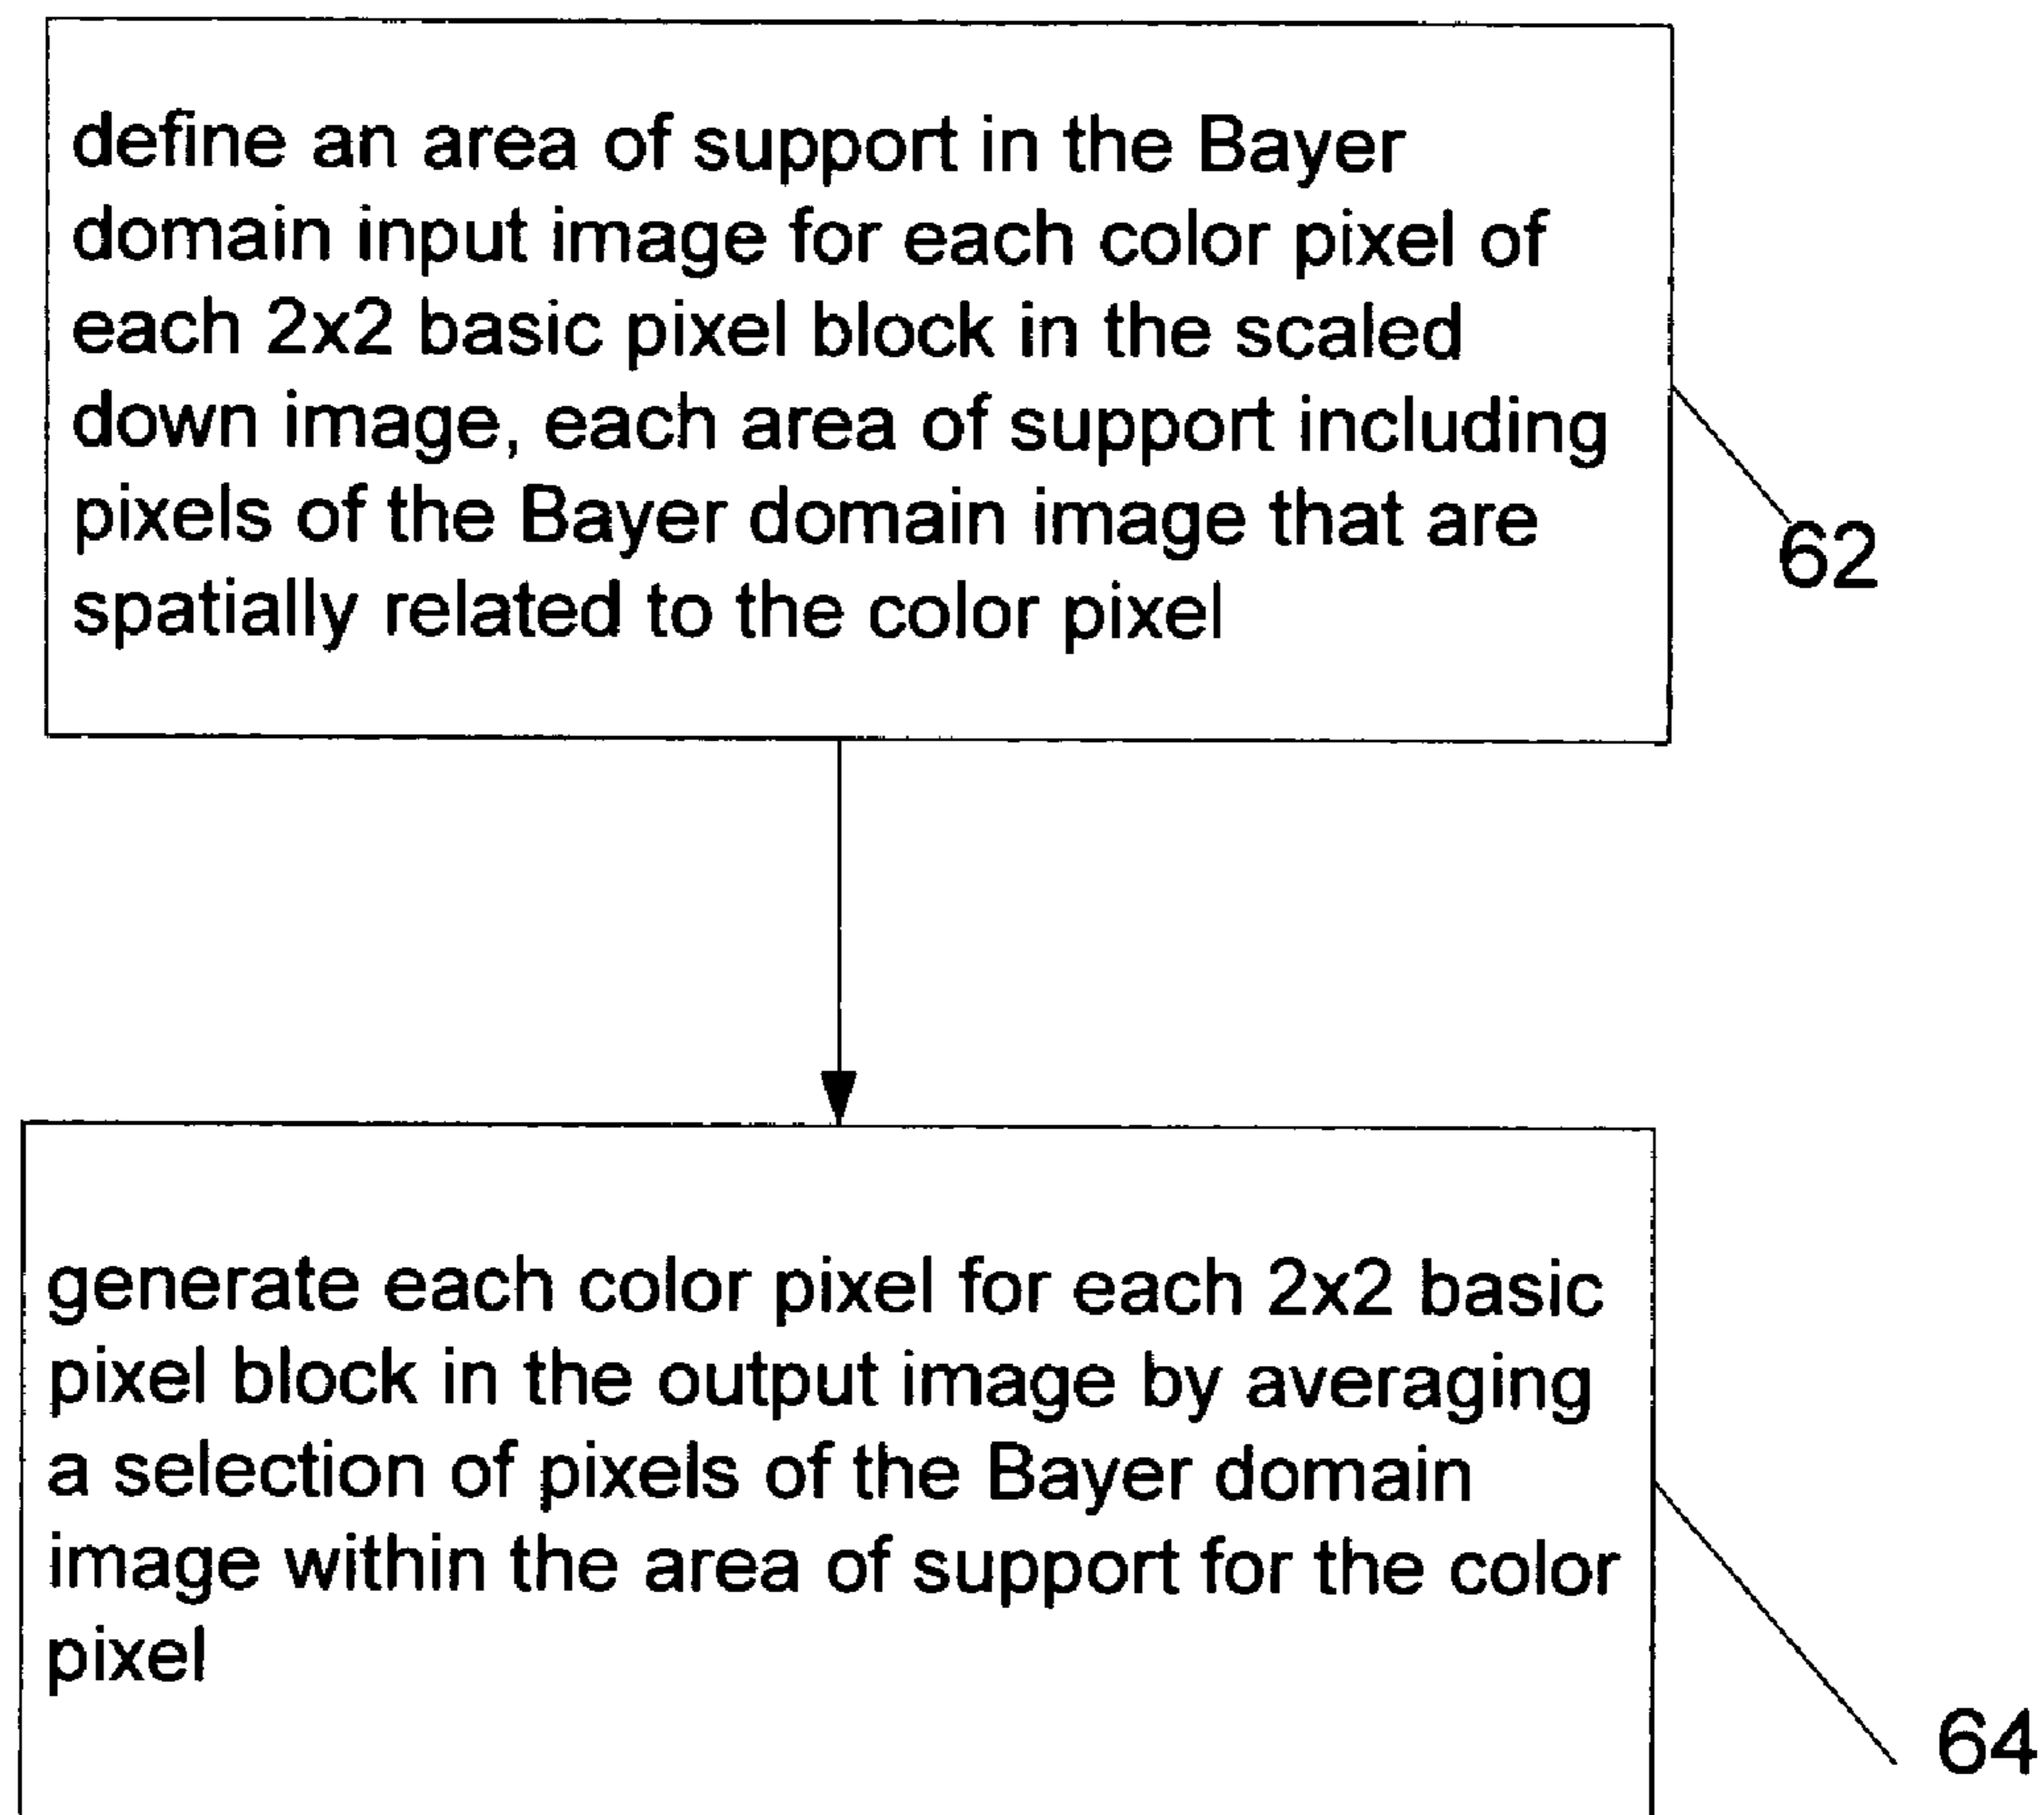 define an area of support in the Bayer
domain input image for each color pixel of
each 2x2 basic pixel block in the scaled
down image, each area of support including
pixels of the Bayer domain image that are
spatially related to the color pixel
62
generate each color pixel for each 2x2 basic
pixel block in the output image by averaging
a selection of pixels of the Bayer domain
image within the area of support for the color
pixel
64